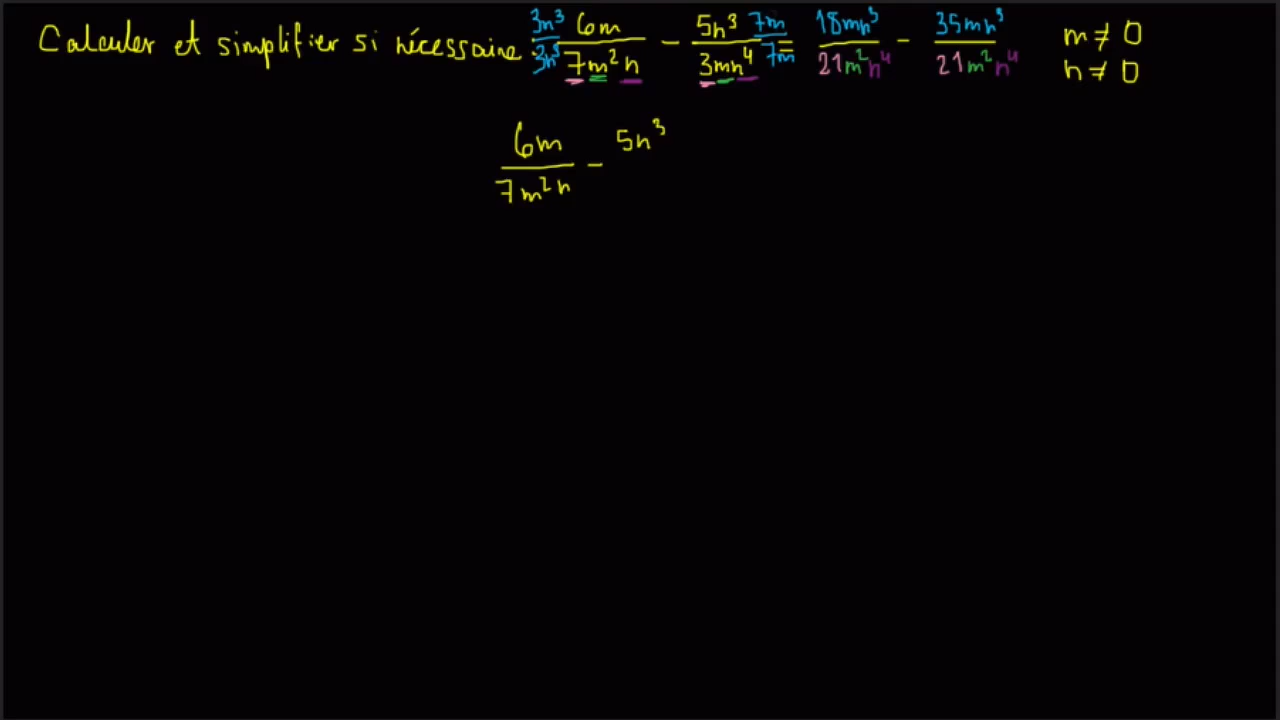 Calculer et simplifier si nécessaire : 3n³/3n³ 6m/7m²n − 5n³/3mn⁴ 7m/7m = 18mn³/21m²n⁴ − 35mn³/21m²n⁴ m ≠ 0
n ≠ 0
6m/7m²n − 5n³